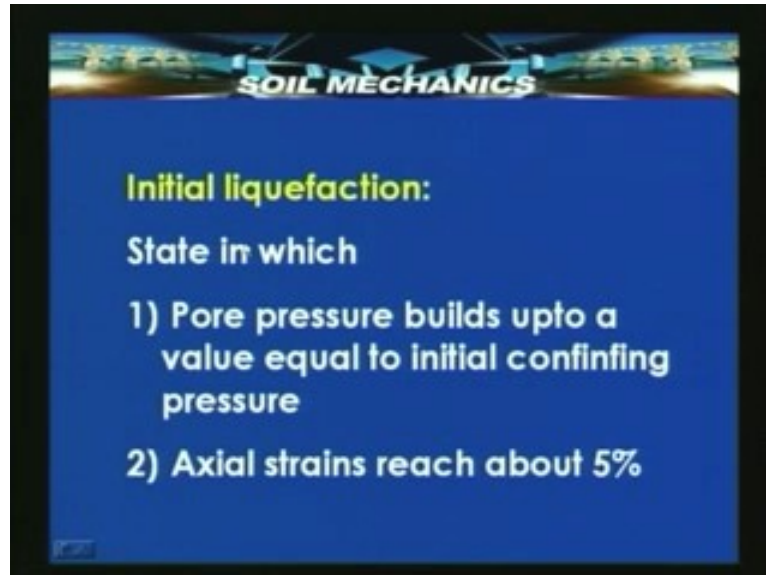 SOIL MECHANICS
Initial liquefaction:
State in which
1) Pore pressure builds upto a
value equal to initial confinfing
pressure
2) Axial strains reach about 5%